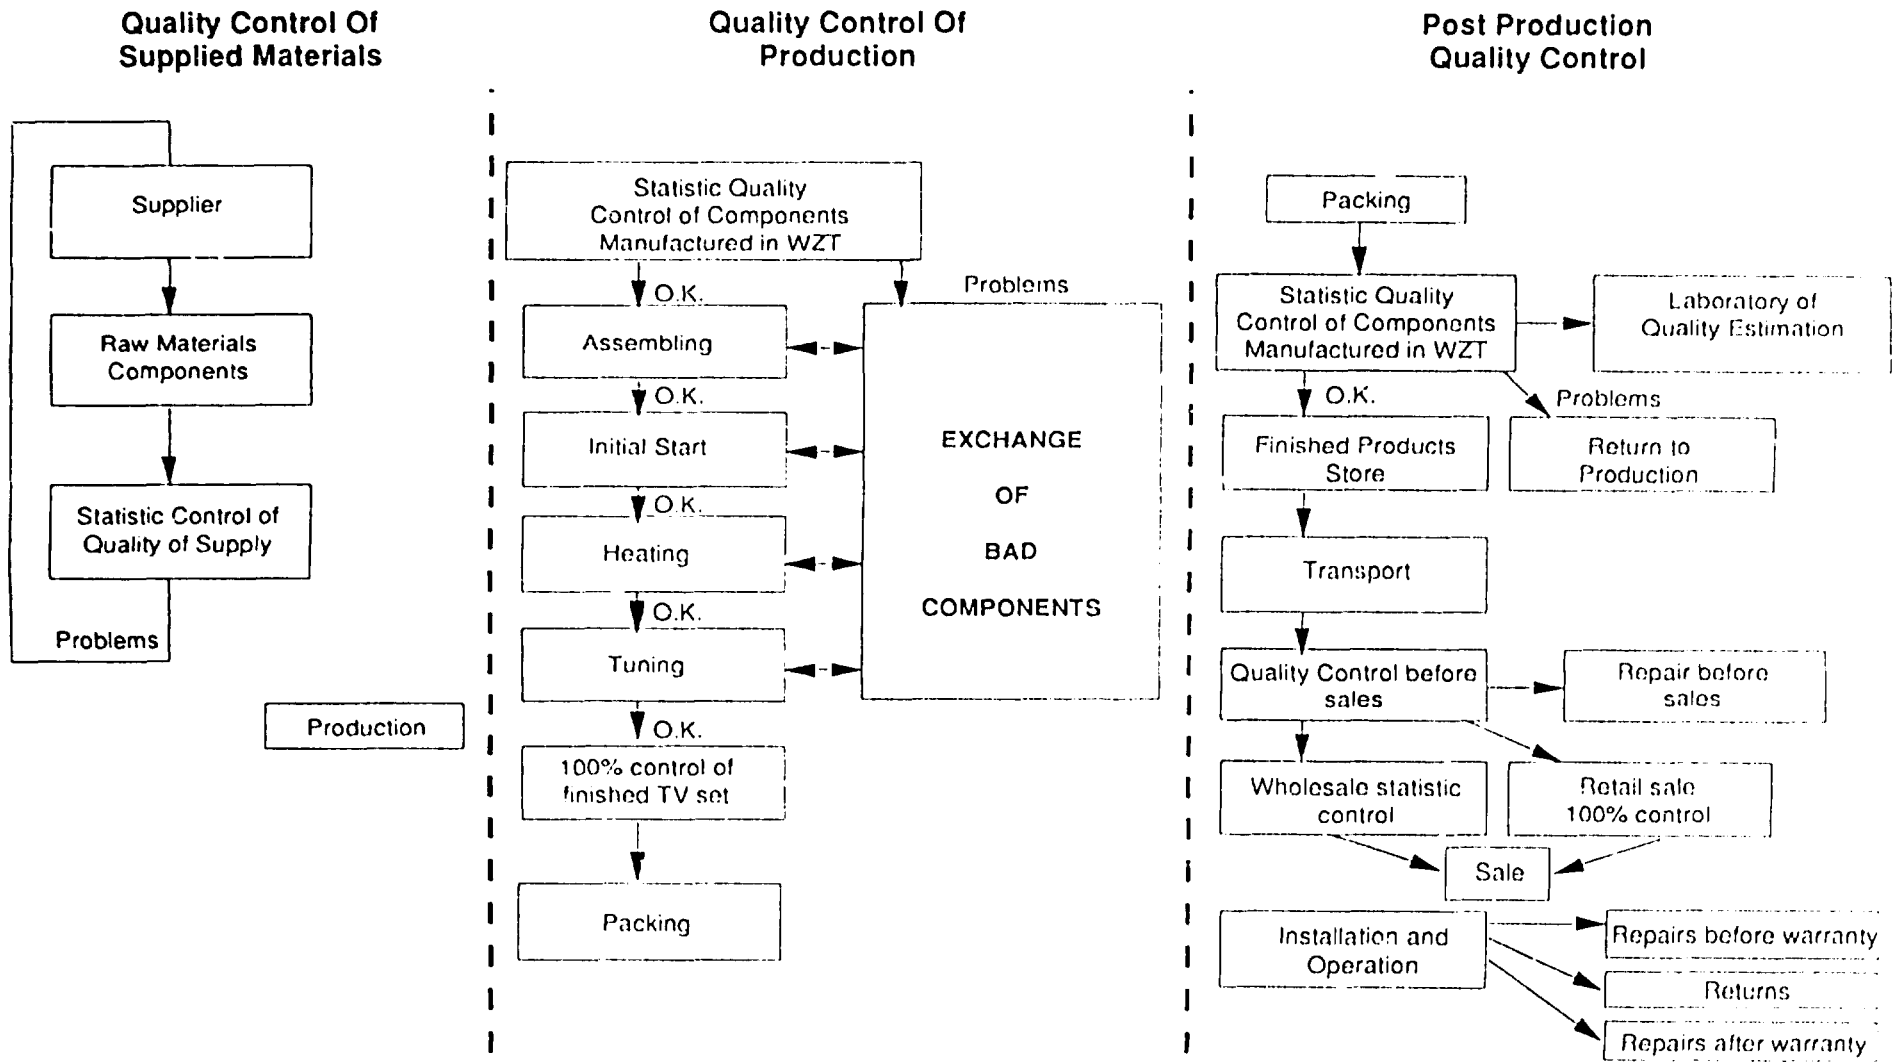 Quality Control Of
Supplied Materials
Supplier
Raw Materials
Components
Statistic Control of
Quality of Supply
Problems
Production
Quality Control Of
Production
Statistic Quality
Control of Components
Manufactured in WZT
O.K.
Problems
Assembling
O.K.
Initial Start
O.K.
Heating
O.K.
Tuning
O.K.
100% control of
finished TV set
Packing
EXCHANGE
OF
BAD
COMPONENTS
Post Production
Quality Control
Packing
Statistic Quality
Control of Components
Manufactured in WZT
Laboratory of
Quality Estimation
O.K.
Problems
Finished Products
Store
Return to
Production
Transport
Quality Control before
sales
Repair before
sales
Wholesale statistic
control
Retail sale
100% control
Sale
Installation and
Operation
Repairs before warranty
Returns
Repairs after warranty